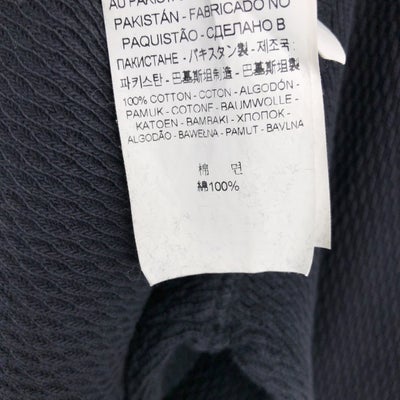 AU PAKISTAN
PAKISTÁN - FABRICADO NO
PAQUISTÃO - СДЕЛАНО В
ПАКИСТАНЕ - パキスタン製 - 제조국 :
파키스탄 - 巴基斯坦制造 - 巴基斯坦製
100% COTTON - COTON - ALGODÓN -
PAMUK - COTONE - BAUMWOLLE -
KATOEN - BAMBAKI - ХЛОПОК -
ALGODÃO - BAWEŁNA - PAMUT - BAVLNA
棉 면
綿100%